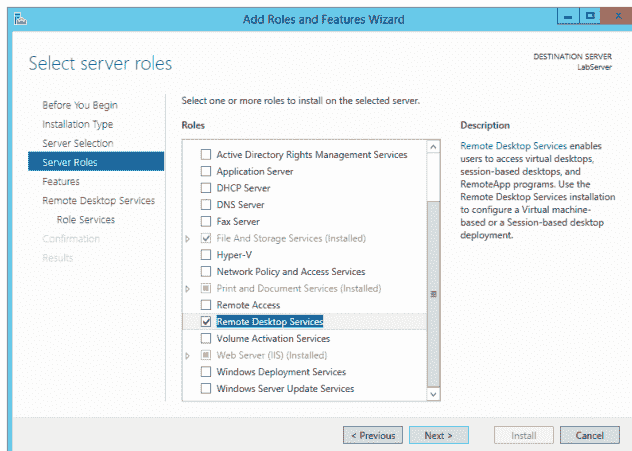 Add Roles and Features Wizard
Select server roles
DESTINATION SERVER
LabServer
Before You Begin
Installation Type
Server Selection
Server Roles
Features
Remote Desktop Services
Role Services
Confirmation
Results
Select one or more roles to install on the selected server.
Roles
Active Directory Rights Management Services
Application Server
DHCP Server
DNS Server
Fax Server
File And Storage Services (Installed)
Hyper-V
Network Policy and Access Services
Print and Document Services (Installed)
Remote Access
Remote Desktop Services
Volume Activation Services
Web Server (IIS) (Installed)
Windows Deployment Services
Windows Server Update Services
Description
Remote Desktop Services enables
users to access virtual desktops,
session-based desktops, and
RemoteApp programs. Use the
Remote Desktop Services installation
to configure a Virtual machine-
based or a Session-based desktop
deployment.
< Previous
Next >
Install
Cancel